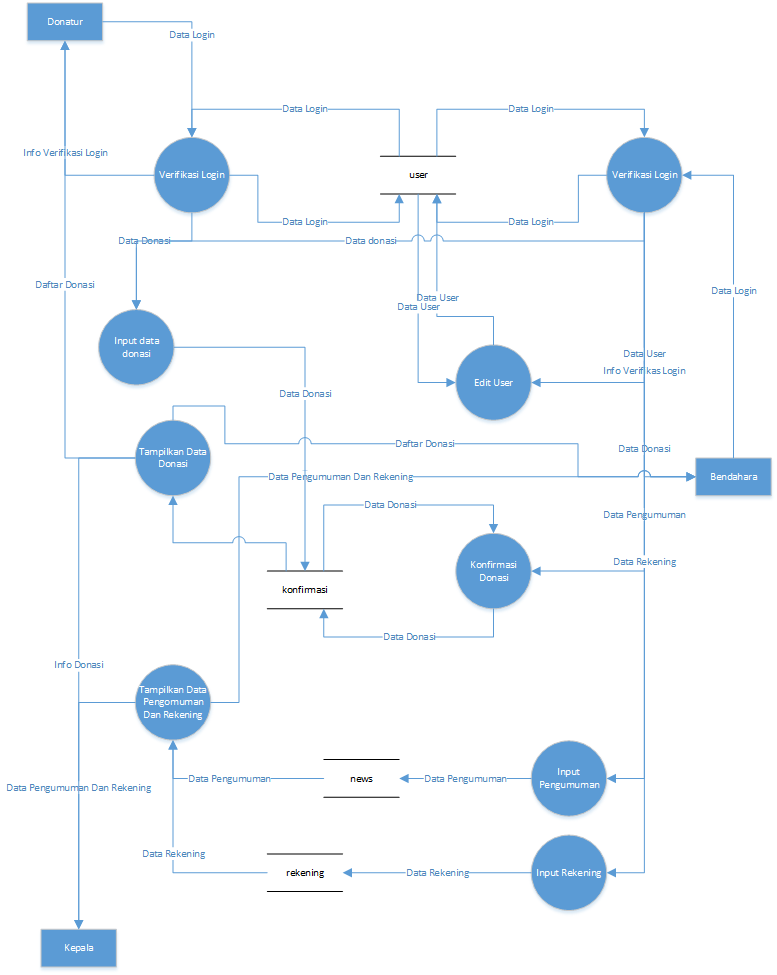 Donatur
Data Login
Data Login
Data Login
Info Verifikasi Login
Verifikasi Login
user
Verifikasi Login
Data Login
Data Login
Data Donasi
Data donasi
Daftar Donasi
Data Login
Data User
Data User
Input data
donasi
Data User
Info Verifikas Login
Edit User
Data Donasi
Daftar Donasi
Data Donasi
Tampilkan Data
Donasi
Data Pengumuman Dan Rekening
Bendahara
Data Donasi
Data Pengumuman
Data Rekening
Konfirmasi
Donasi
konfirmasi
Data Donasi
Info Donasi
Tampilkan Data
Pengomuman
Dan Rekening
Data Pengumuman
news
Data Pengumuman
Input
Pengumuman
Data Pengumuman Dan Rekening
Data Rekening
rekening
Data Rekening
Input Rekening
Kepala